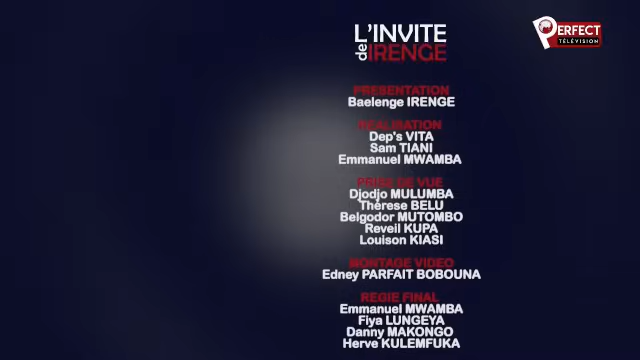 L'INVITE
de IRENGE
PERFECT
TÉLÉVISION
PRESENTATION
Baelenge IRENGE
REALISATION
Dep's VITA
Sam TIANI
Emmanuel MWAMBA
PRISE DE VUE
Djodjo MULUMBA
Thérese BELU
Belgodor MUTOMBO
Reveil KUPA
Louison KIASI
MONTAGE VIDEO
Edney PARFAIT BOBOUNA
REGIE FINAL
Emmanuel MWAMBA
Fiya LUNGEYA
Danny MAKONGO
Herve KULEMFUKA